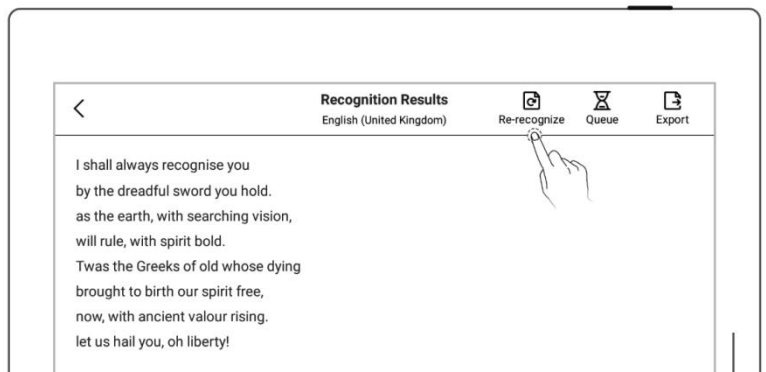 Recognition Results
English (United Kingdom)
Re-recognize
Queue
Export
I shall always recognise you
by the dreadful sword you hold.
as the earth, with searching vision,
will rule, with spirit bold.
Twas the Greeks of old whose dying
brought to birth our spirit free,
now, with ancient valour rising.
let us hail you, oh liberty!